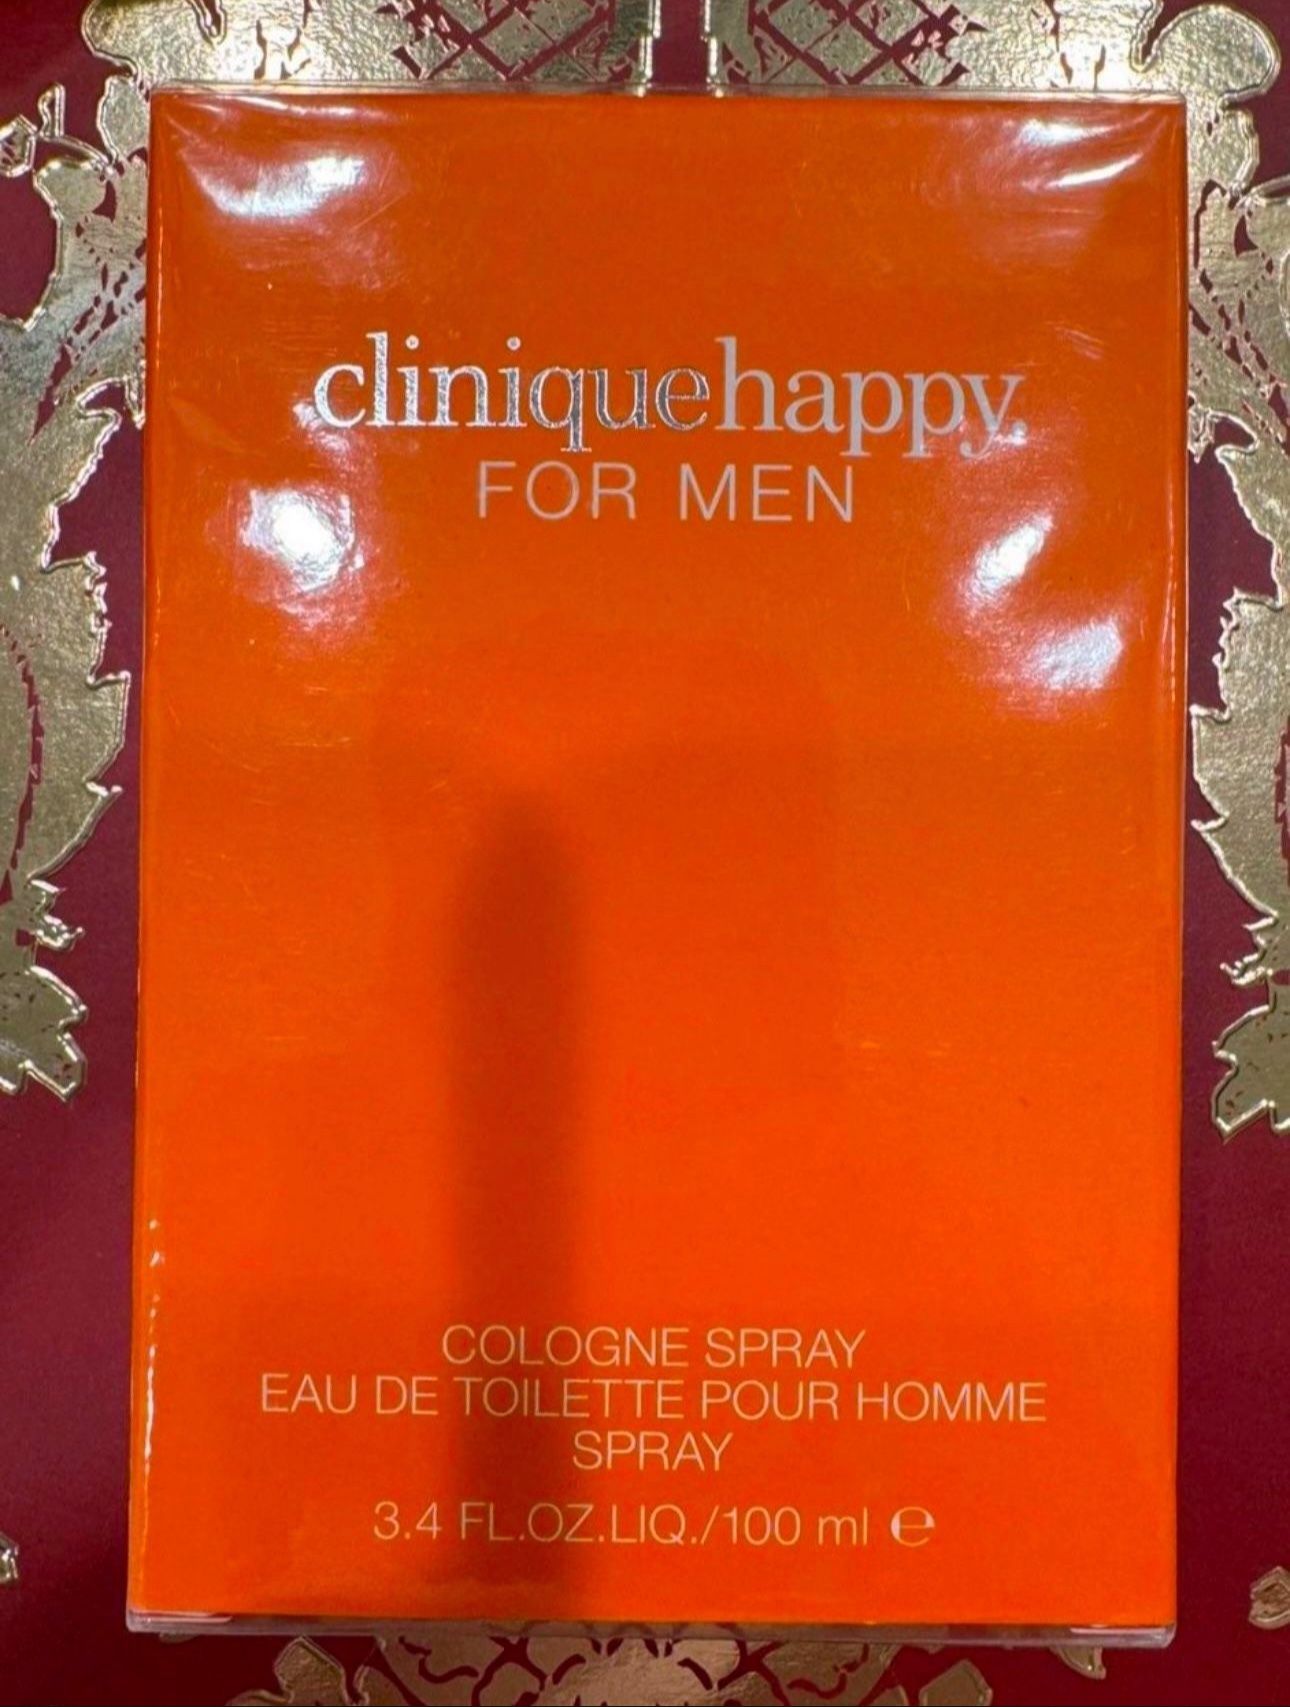 cliniquehappy.
FOR MEN
COLOGNE SPRAY
EAU DE TOILETTE POUR HOMME
SPRAY
3.4 FL.OZ.LIQ./100 ml ℮